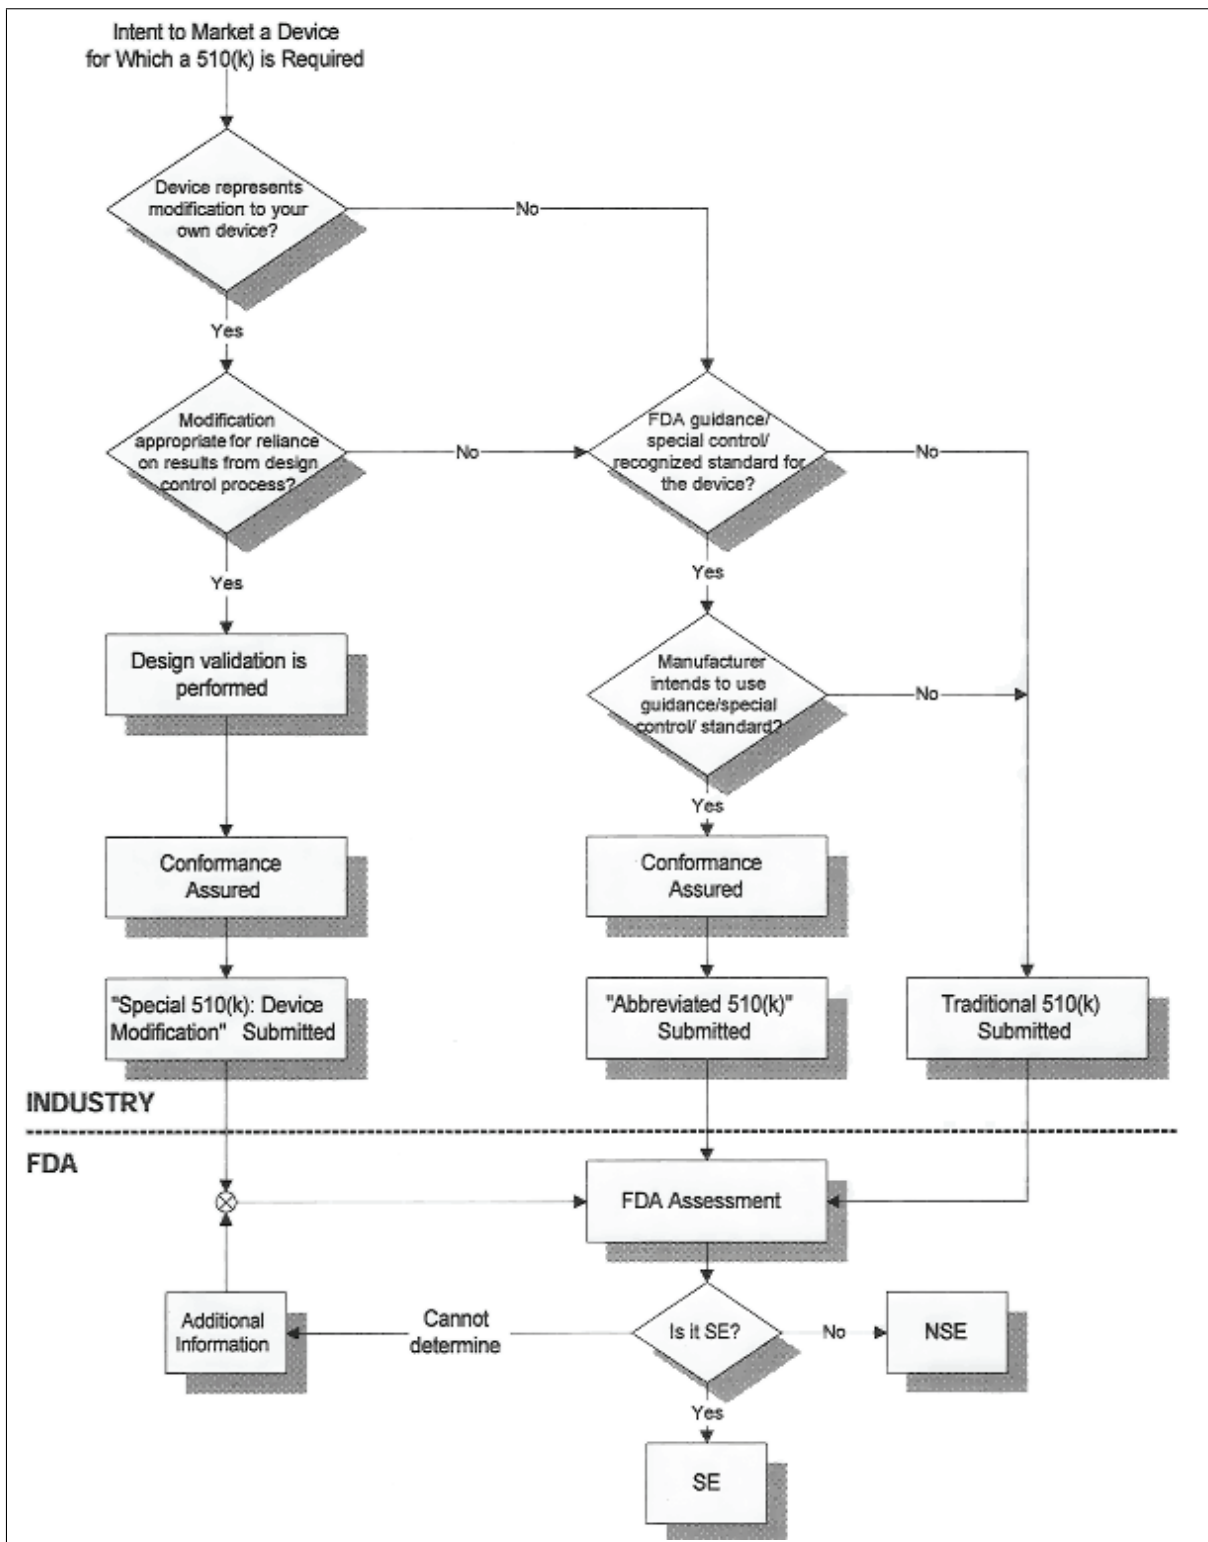 Intent to Market a Device
for Which a 510(k) is Required
Device represents
modification to your
own device?
No
Yes
Modification
appropriate for reliance
on results from design
control process?
No
FDA guidance/
special control/
recognized standard for
the device?
No
Yes
Yes
Design validation is
performed
Manufacturer
intends to use
guidance/special
control/ standard?
No
Yes
Conformance
Assured
Conformance
Assured
"Special 510(k): Device
Modification" Submitted
"Abbreviated 510(k)"
Submitted
Traditional 510(k)
Submitted
INDUSTRY
FDA
FDA Assessment
Additional
Information
Cannot
determine
Is it SE?
No
NSE
Yes
SE